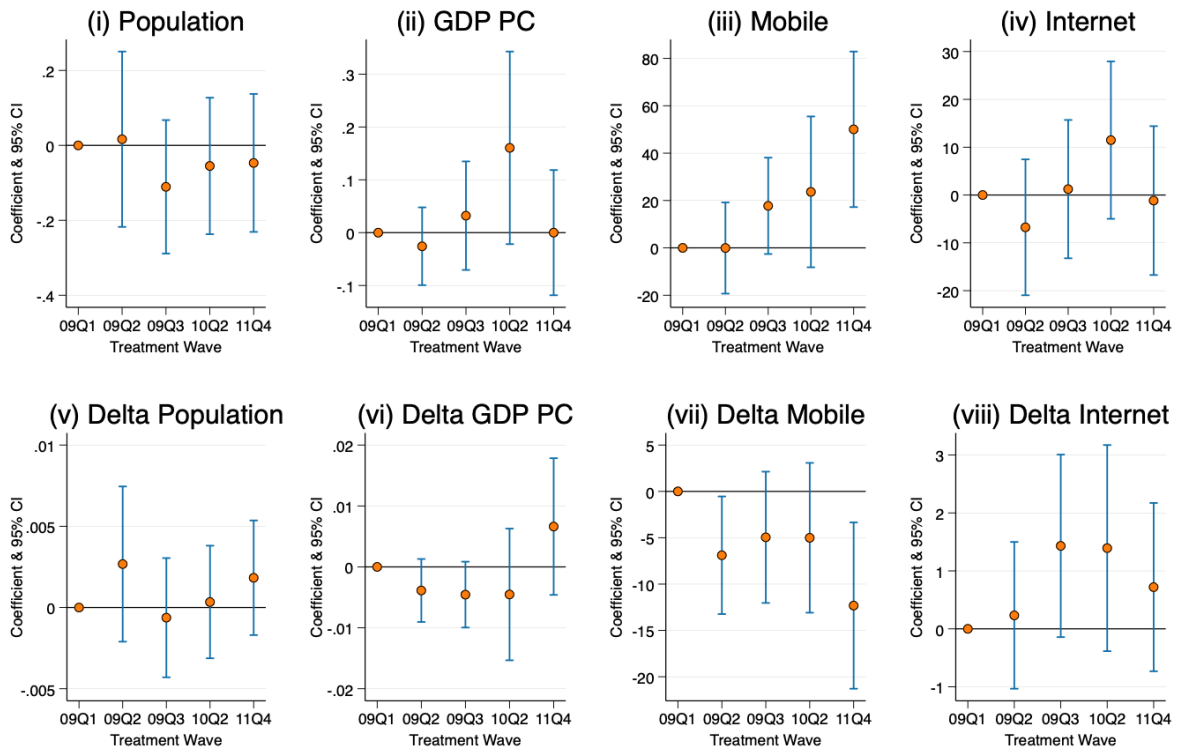 (i) Population
(ii) GDP PC
(iii) Mobile
(iv) Internet
Coefficient & 95% CI
.2
0
-.2
-.4
09Q1 09Q2 09Q3 10Q2 11Q4
Treatment Wave
Coefficient & 95% CI
.3
.2
.1
0
-.1
09Q1 09Q2 09Q3 10Q2 11Q4
Treatment Wave
Coefficient & 95% CI
80
60
40
20
0
-20
09Q1 09Q2 09Q3 10Q2 11Q4
Treatment Wave
Coefficient & 95% CI
30
20
10
0
-10
-20
09Q1 09Q2 09Q3 10Q2 11Q4
Treatment Wave
(v) Delta Population
(vi) Delta GDP PC
(vii) Delta Mobile
(viii) Delta Internet
Coefficient & 95% CI
.01
.005
0
-.005
09Q1 09Q2 09Q3 10Q2 11Q4
Treatment Wave
Coefficient & 95% CI
.02
.01
0
-.01
-.02
09Q1 09Q2 09Q3 10Q2 11Q4
Treatment Wave
Coefficient & 95% CI
5
0
-5
-10
-15
-20
09Q1 09Q2 09Q3 10Q2 11Q4
Treatment Wave
Coefficient & 95% CI
3
2
1
0
-1
09Q1 09Q2 09Q3 10Q2 11Q4
Treatment Wave